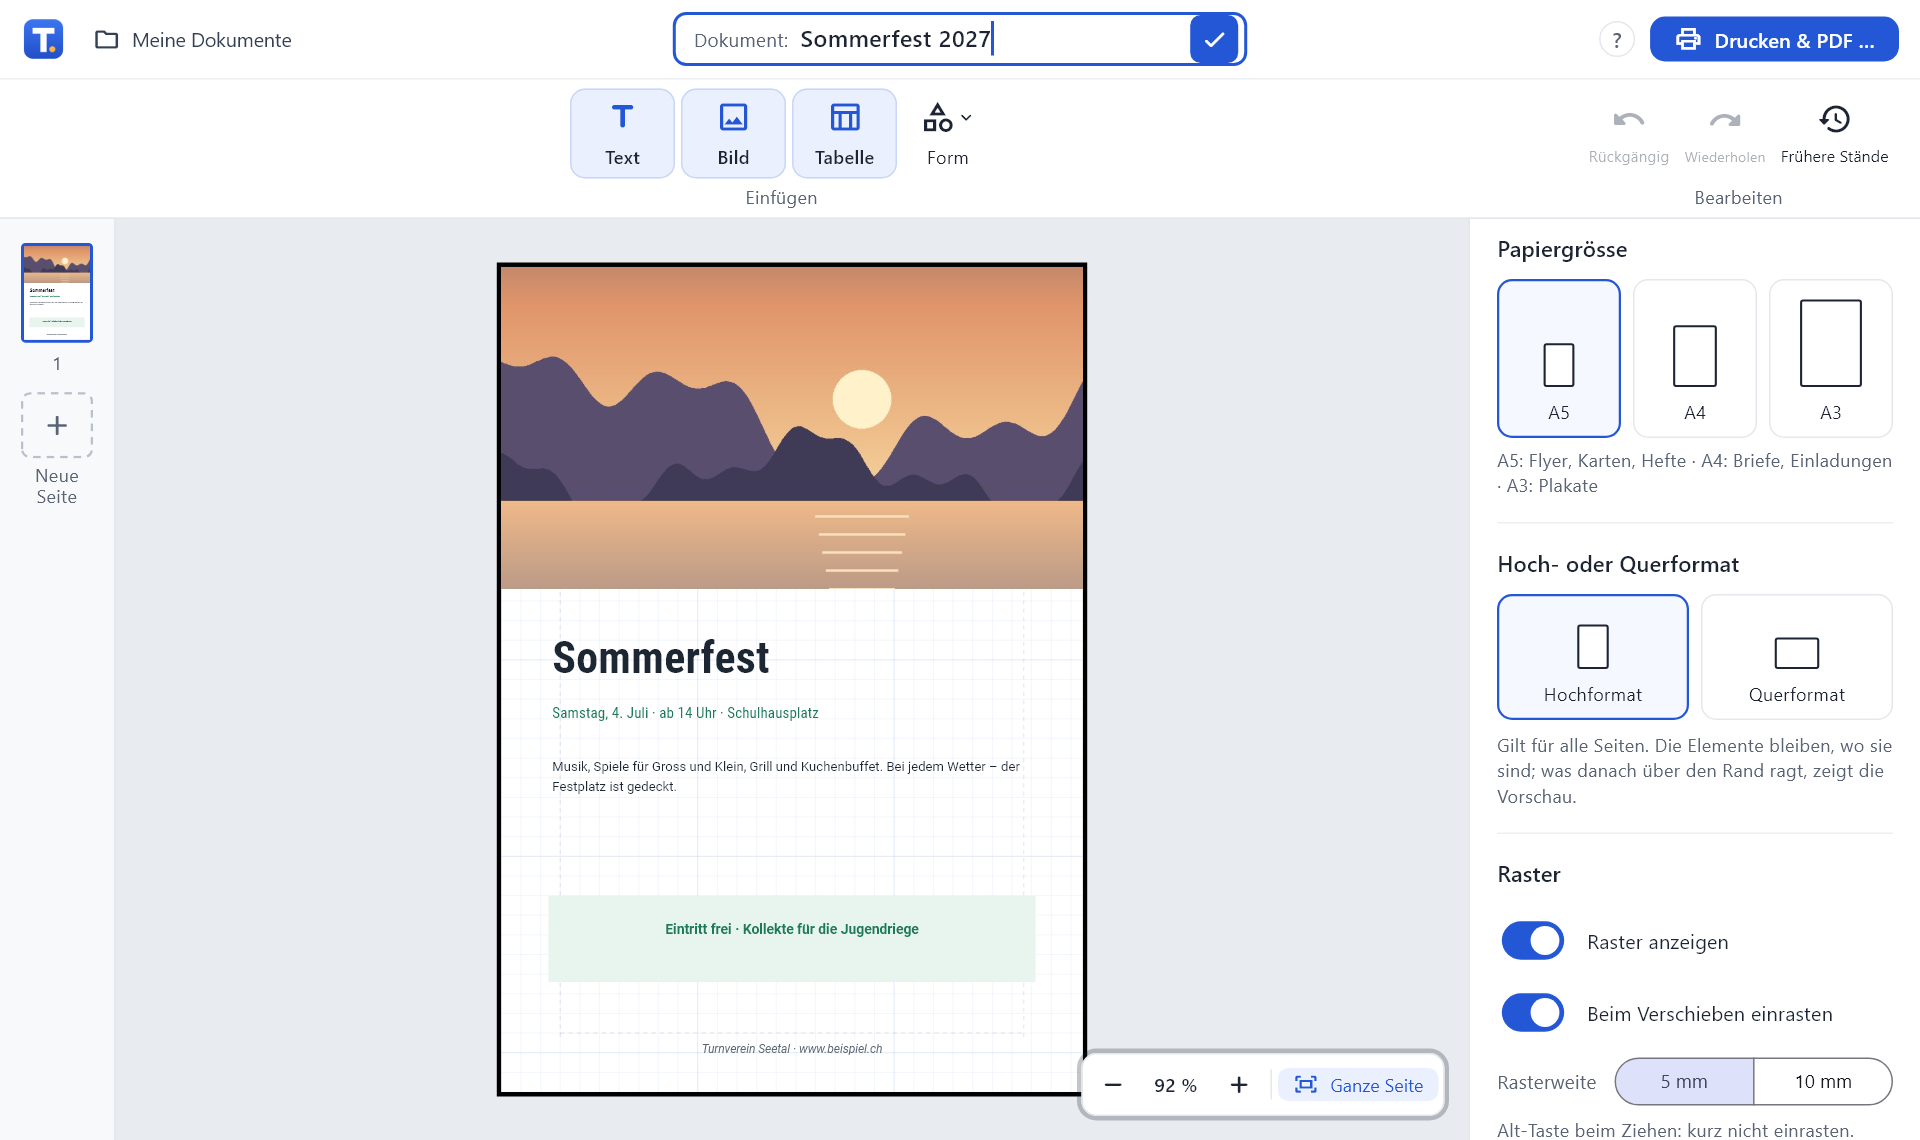 T.
Meine Dokumente
Dokument: Sommerfest 2027
?
Drucken & PDF ...
Text
Bild
Tabelle
Form
Einfügen
Rückgängig
Wiederholen
Frühere Stände
Bearbeiten
Sommerfest
1
Neue
Seite
Sommerfest
Samstag, 4. Juli · ab 14 Uhr · Schulhausplatz
Musik, Spiele für Gross und Klein, Grill und Kuchenbuffet. Bei jedem Wetter – der
Festplatz ist gedeckt.
Eintritt frei · Kollekte für die Jugendriege
Turnverein Seetal · www.beispiel.ch
92 %
Ganze Seite
Papiergrösse
A5
A4
A3
A5: Flyer, Karten, Hefte · A4: Briefe, Einladungen
· A3: Plakate
Hoch- oder Querformat
Hochformat
Querformat
Gilt für alle Seiten. Die Elemente bleiben, wo sie
sind; was danach über den Rand ragt, zeigt die
Vorschau.
Raster
Raster anzeigen
Beim Verschieben einrasten
Rasterweite
5 mm
10 mm
Alt-Taste beim Ziehen: kurz nicht einrasten.